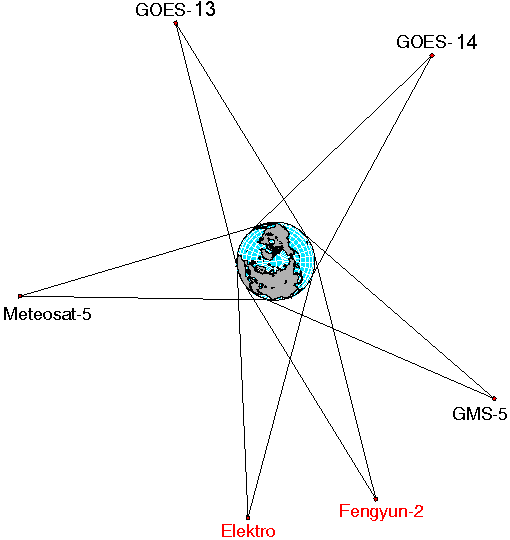 GOES-13
GOES-14
Meteosat-5
GMS-5
Fengyun-2
Elektro